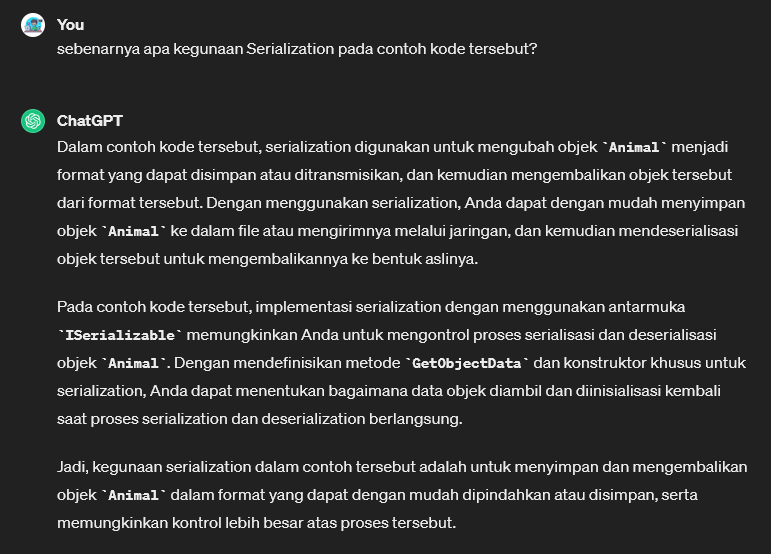 You
sebenarnya apa kegunaan Serialization pada contoh kode tersebut?
ChatGPT
Dalam contoh kode tersebut, serialization digunakan untuk mengubah objek `Animal` menjadi
format yang dapat disimpan atau ditransmisikan, dan kemudian mengembalikan objek tersebut
dari format tersebut. Dengan menggunakan serialization, Anda dapat dengan mudah menyimpan
objek `Animal` ke dalam file atau mengirimnya melalui jaringan, dan kemudian mendeserialisasi
objek tersebut untuk mengembalikannya ke bentuk aslinya.
Pada contoh kode tersebut, implementasi serialization dengan menggunakan antarmuka
`ISerializable` memungkinkan Anda untuk mengontrol proses serialisasi dan deserialisasi
objek `Animal`. Dengan mendefinisikan metode `GetObjectData` dan konstruktor khusus untuk
serialization, Anda dapat menentukan bagaimana data objek diambil dan diinisialisasi kembali
saat proses serialization dan deserialization berlangsung.
Jadi, kegunaan serialization dalam contoh tersebut adalah untuk menyimpan dan mengembalikan
objek `Animal` dalam format yang dapat dengan mudah dipindahkan atau disimpan, serta
memungkinkan kontrol lebih besar atas proses tersebut.